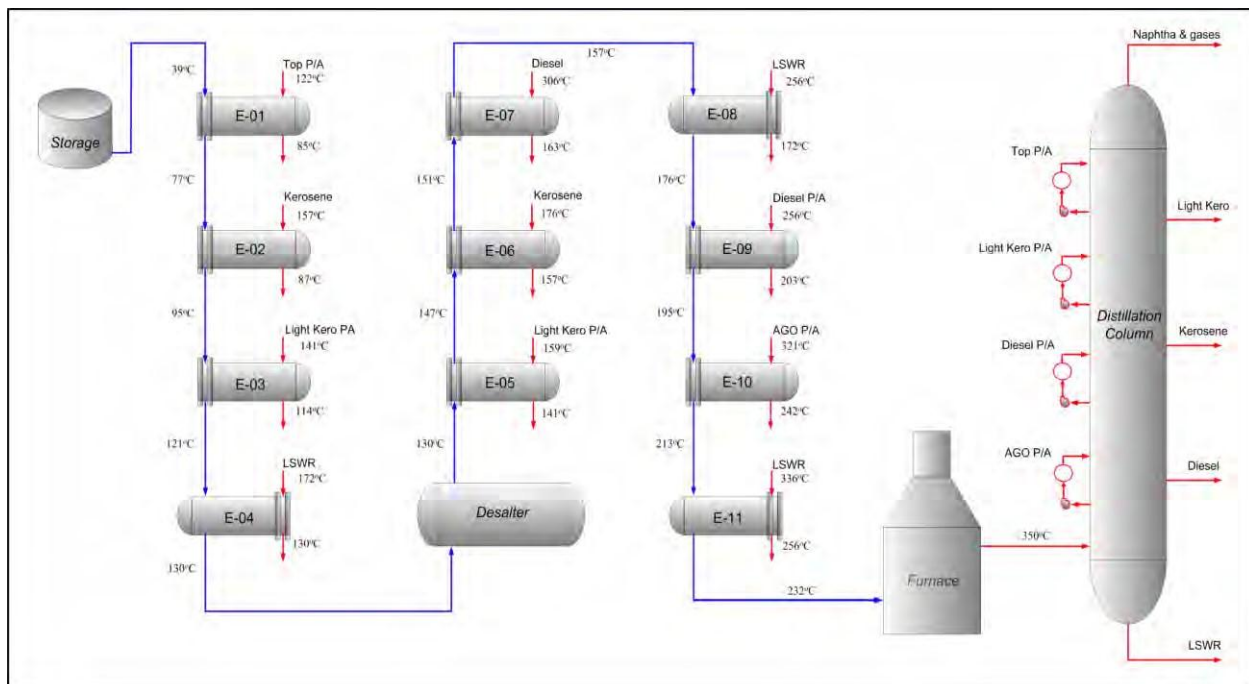 Storage
39°C
Top P/A
122°C
E-01
85°C
77°C
Kerosene
157°C
E-02
87°C
95°C
Light Kero PA
141°C
E-03
114°C
121°C
LSWR
172°C
E-04
130°C
130°C
Desalter
130°C
Light Kero P/A
159°C
E-05
141°C
147°C
Kerosene
176°C
E-06
157°C
151°C
Diesel
306°C
E-07
163°C
157°C
LSWR
256°C
E-08
172°C
176°C
Diesel P/A
256°C
E-09
203°C
195°C
AGO P/A
321°C
E-10
242°C
213°C
LSWR
336°C
E-11
256°C
232°C
Furnace
350°C
Naphtha & gases
Top P/A
Light Kero
Light Kero P/A
Distillation
Column
Kerosene
Diesel P/A
AGO P/A
Diesel
LSWR